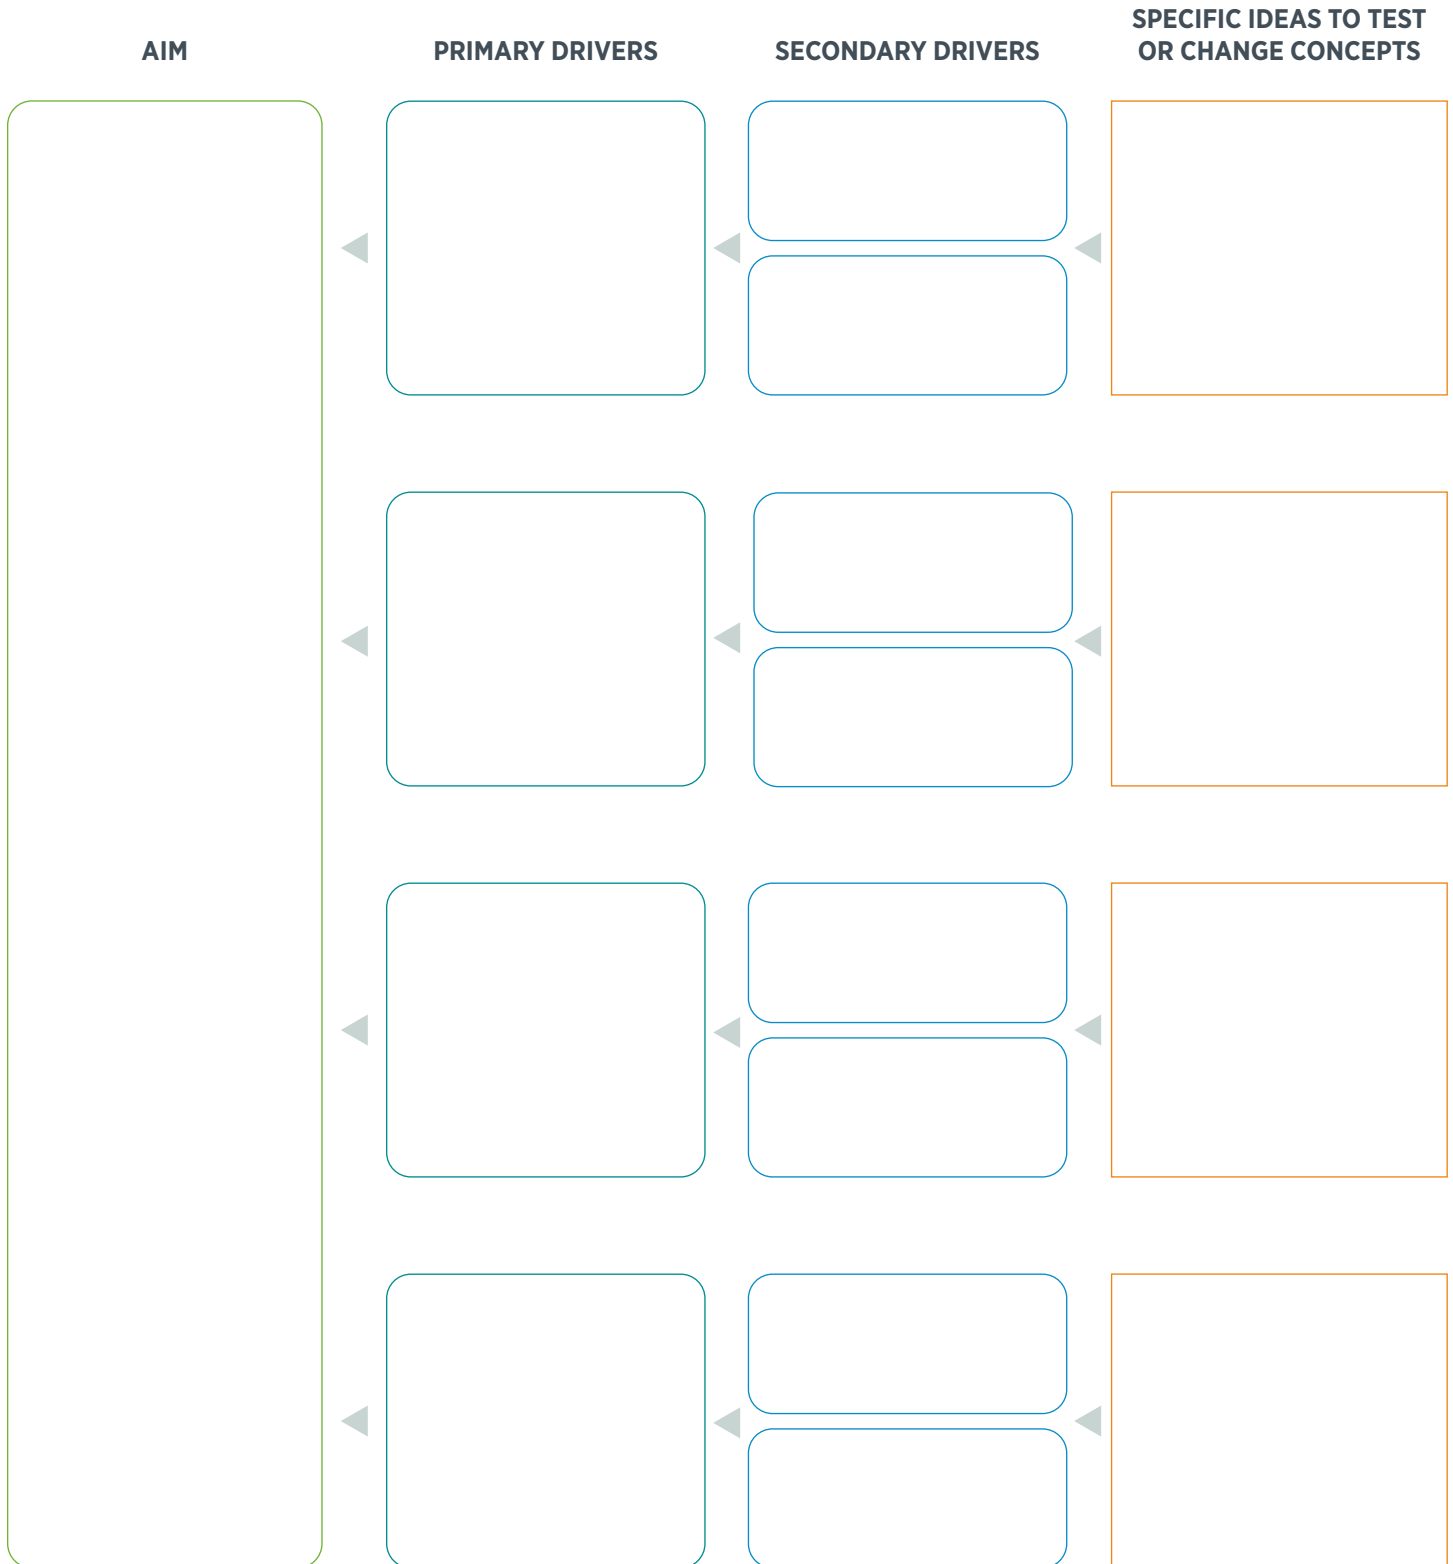 AIM
PRIMARY DRIVERS
SECONDARY DRIVERS
SPECIFIC IDEAS TO TEST
OR CHANGE CONCEPTS